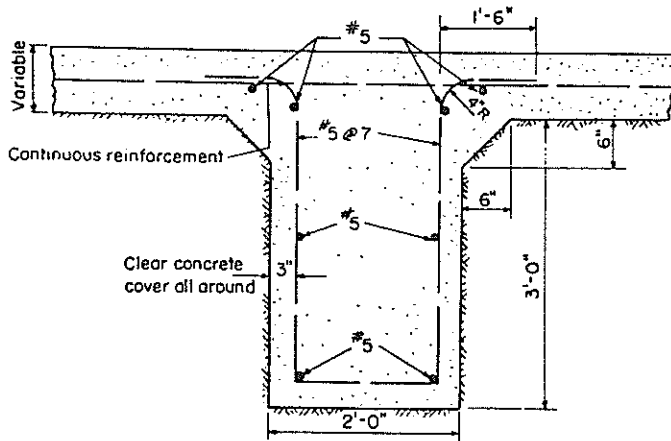 1'-6"
#5
Variable
4"R
#5 @ 7
Continuous reinforcement
6"
6"
#5
3"
Clear concrete
cover all around
3'-0"
#5
2'-0"